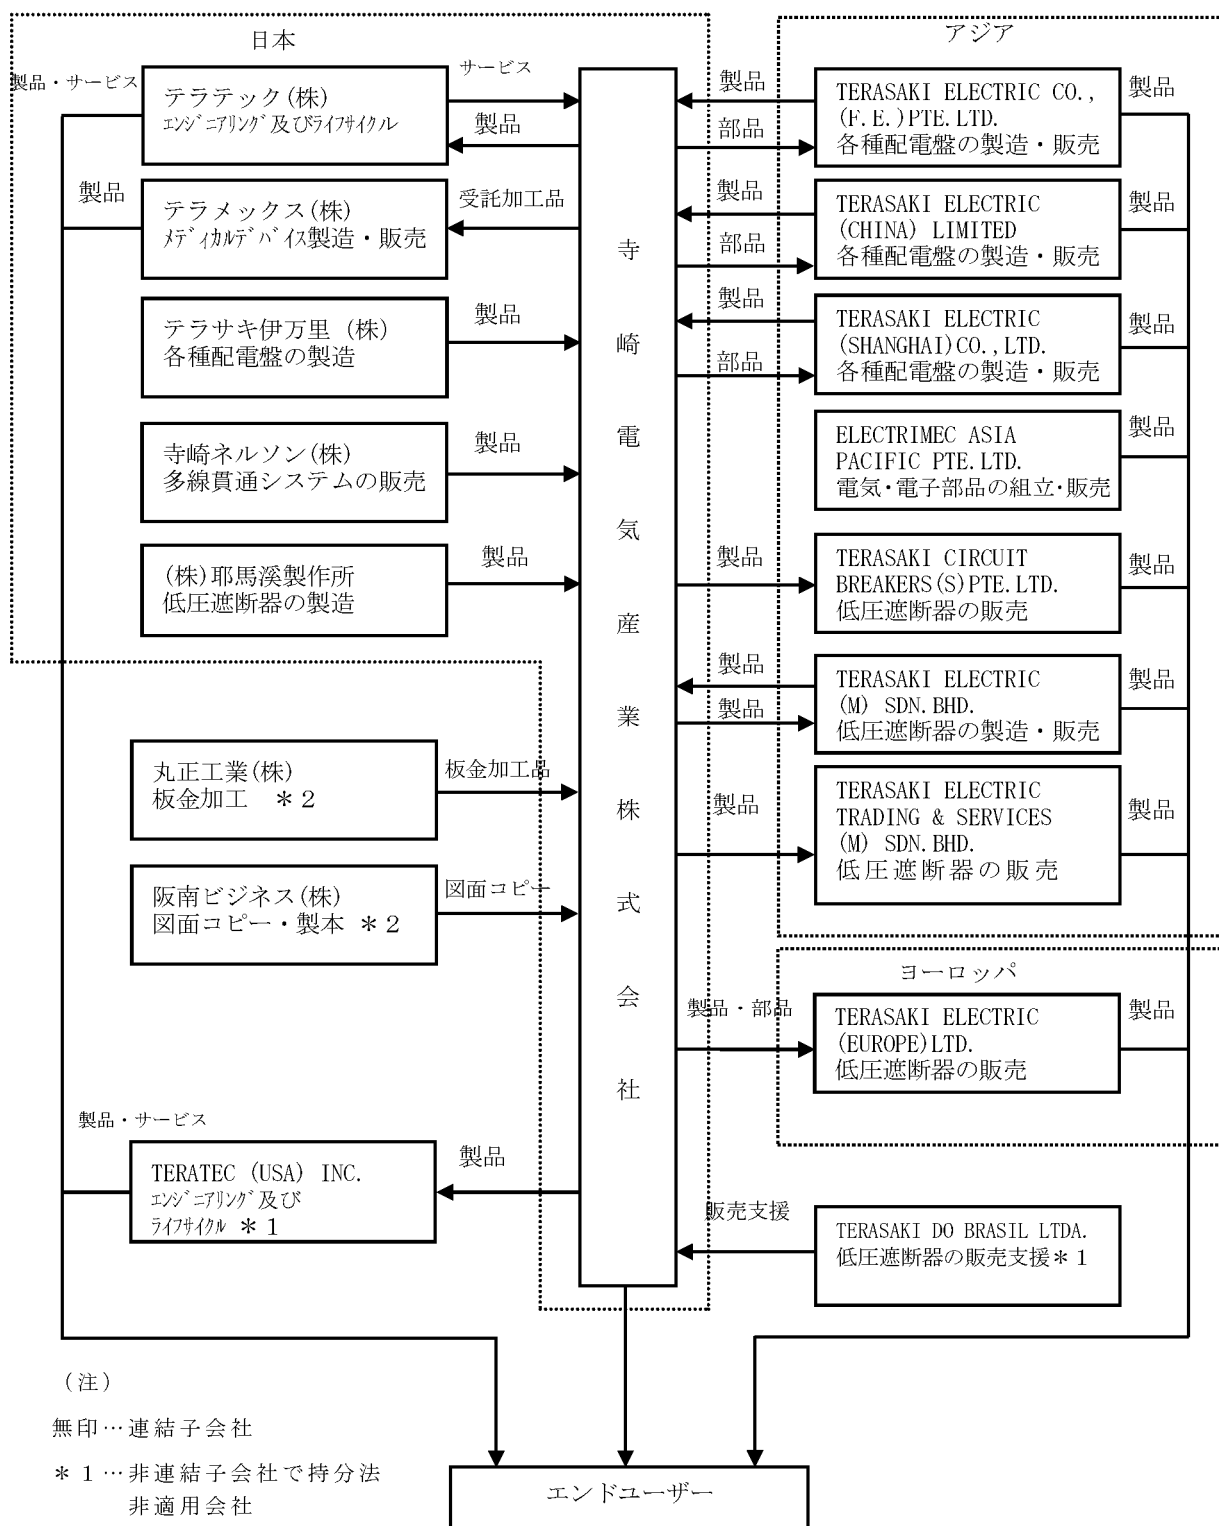 日本
製品・サービス
テラテック(株)
エンジニアリング及びライフサイクル
サービス
製品
製品
テラメックス(株)
メディカルデバイス製造・販売
受託加工品
テラサキ伊万里 (株)
各種配電盤の製造
製品
寺崎ネルソン(株)
多線貫通システムの販売
製品
(株)耶馬溪製作所
低圧遮断器の製造
製品
丸正工業(株)
板金加工 *2
板金加工品
阪南ビジネス(株)
図面コピー・製本 *2
図面コピー
製品・サービス
TERATEC (USA) INC.
エンジニアリング及び
ライフサイクル *1
製品
寺崎電気産業株式会社
アジア
製品
部品
TERASAKI ELECTRIC CO.,
(F.E.)PTE.LTD.
各種配電盤の製造・販売
製品
製品
部品
TERASAKI ELECTRIC
(CHINA) LIMITED
各種配電盤の製造・販売
製品
製品
部品
TERASAKI ELECTRIC
(SHANGHAI)CO.,LTD.
各種配電盤の製造・販売
製品
ELECTRIMEC ASIA
PACIFIC PTE.LTD.
電気・電子部品の組立・販売
製品
製品
TERASAKI CIRCUIT
BREAKERS(S)PTE.LTD.
低圧遮断器の販売
製品
製品
製品
TERASAKI ELECTRIC
(M) SDN.BHD.
低圧遮断器の製造・販売
製品
製品
TERASAKI ELECTRIC
TRADING & SERVICES
(M) SDN.BHD.
低圧遮断器の販売
製品
ヨーロッパ
製品・部品
TERASAKI ELECTRIC
(EUROPE)LTD.
低圧遮断器の販売
製品
販売支援
TERASAKI DO BRASIL LTDA.
低圧遮断器の販売支援*1
(注)
無印…連結子会社
*1…非連結子会社で持分法
非適用会社
エンドユーザー